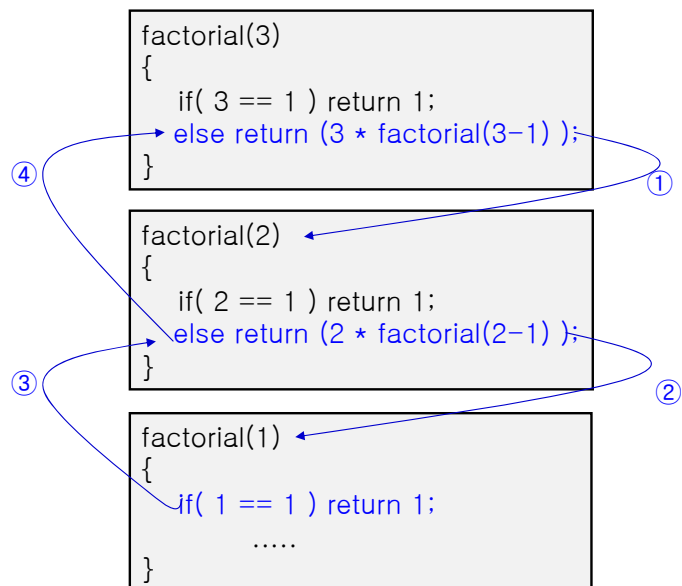 factorial(3)
{
if( 3 == 1 ) return 1;
else return (3 * factorial(3-1) );
}
④
①
factorial(2)
{
if( 2 == 1 ) return 1;
else return (2 * factorial(2-1) );
}
③
②
factorial(1)
{
if( 1 == 1 ) return 1;
.....
}